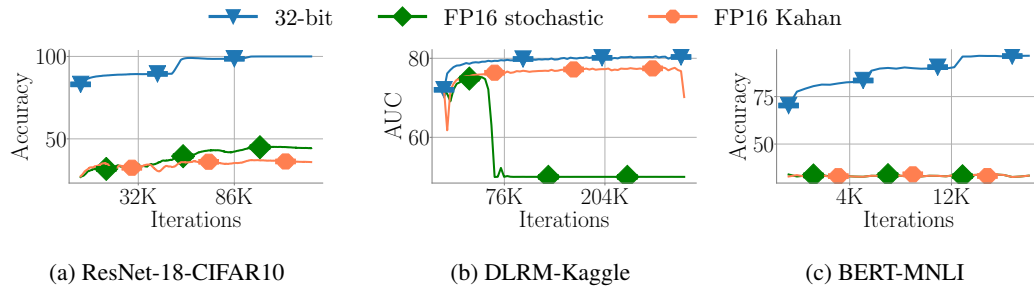 32-bit FP16 stochastic FP16 Kahan
100
50
Accuracy
32K 86K
Iterations
(a) ResNet-18-CIFAR10
80
60
AUC
76K 204K
Iterations
(b) DLRM-Kaggle
75
50
Accuracy
4K 12K
Iterations
(c) BERT-MNLI